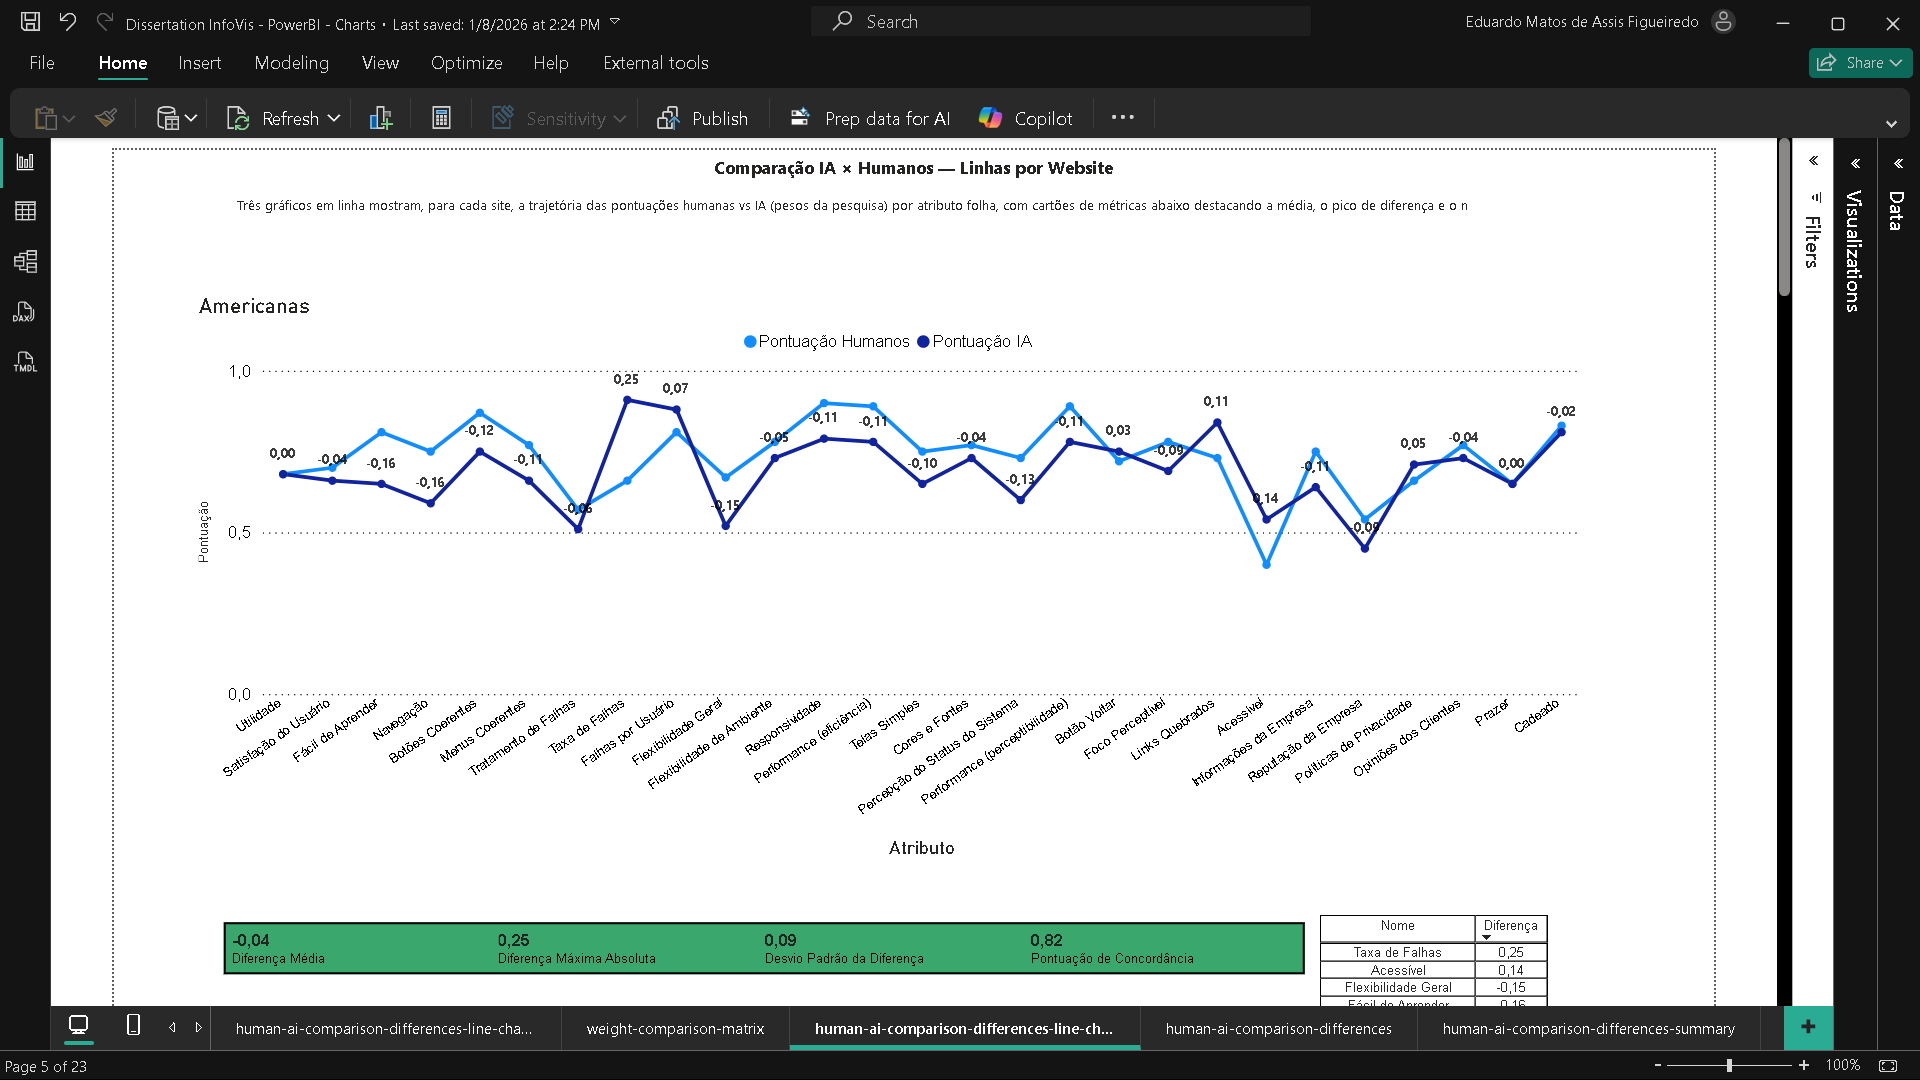 Dissertation InfoVis - PowerBI - Charts • Last saved: 1/8/2026 at 2:24 PM
Search
Eduardo Matos de Assis Figueiredo
File Home Insert Modeling View Optimize Help External tools
Share
Refresh
Sensitivity
Publish
Prep data for AI
Copilot
DAX
TMDL
Comparação IA × Humanos — Linhas por Website
Três gráficos em linha mostram, para cada site, a trajetória das pontuações humanas vs IA (pesos da pesquisa) por atributo folha, com cartões de métricas abaixo destacando a média, o pico de diferença e o n
Americanas
Pontuação Humanos Pontuação IA
Pontuação
1,0
0,5
0,0
0,00
-0,04
-0,16
-0,16
-0,12
-0,11
-0,06
0,25
0,07
-0,15
-0,05
-0,11
-0,11
-0,10
-0,04
-0,13
-0,11
0,03
-0,09
0,11
0,14
-0,11
-0,09
0,05
-0,04
0,00
-0,02
Utilidade
Satisfação do Usuário
Fácil de Aprender
Navegação
Botões Coerentes
Menus Coerentes
Tratamento de Falhas
Taxa de Falhas
Falhas por Usuário
Flexibilidade Geral
Flexibilidade de Ambiente
Responsividade
Performance (eficiência)
Telas Simples
Cores e Fontes
Percepção do Status do Sistema
Performance (perceptibilidade)
Botão Voltar
Foco Perceptível
Links Quebrados
Acessível
Informações da Empresa
Reputação da Empresa
Políticas de Privacidade
Opiniões dos Clientes
Prazer
Cadeado
Atributo
-0,04
Diferença Média
0,25
Diferença Máxima Absoluta
0,09
Desvio Padrão da Diferença
0,82
Pontuação de Concordância
Nome Diferença
Taxa de Falhas 0,25
Acessível 0,14
Flexibilidade Geral -0,15
Fácil de Aprender -0,16
Filters
Visualizations
Data
human-ai-comparison-differences-line-cha...
weight-comparison-matrix
human-ai-comparison-differences-line-ch...
human-ai-comparison-differences
human-ai-comparison-differences-summary
Page 5 of 23
100%